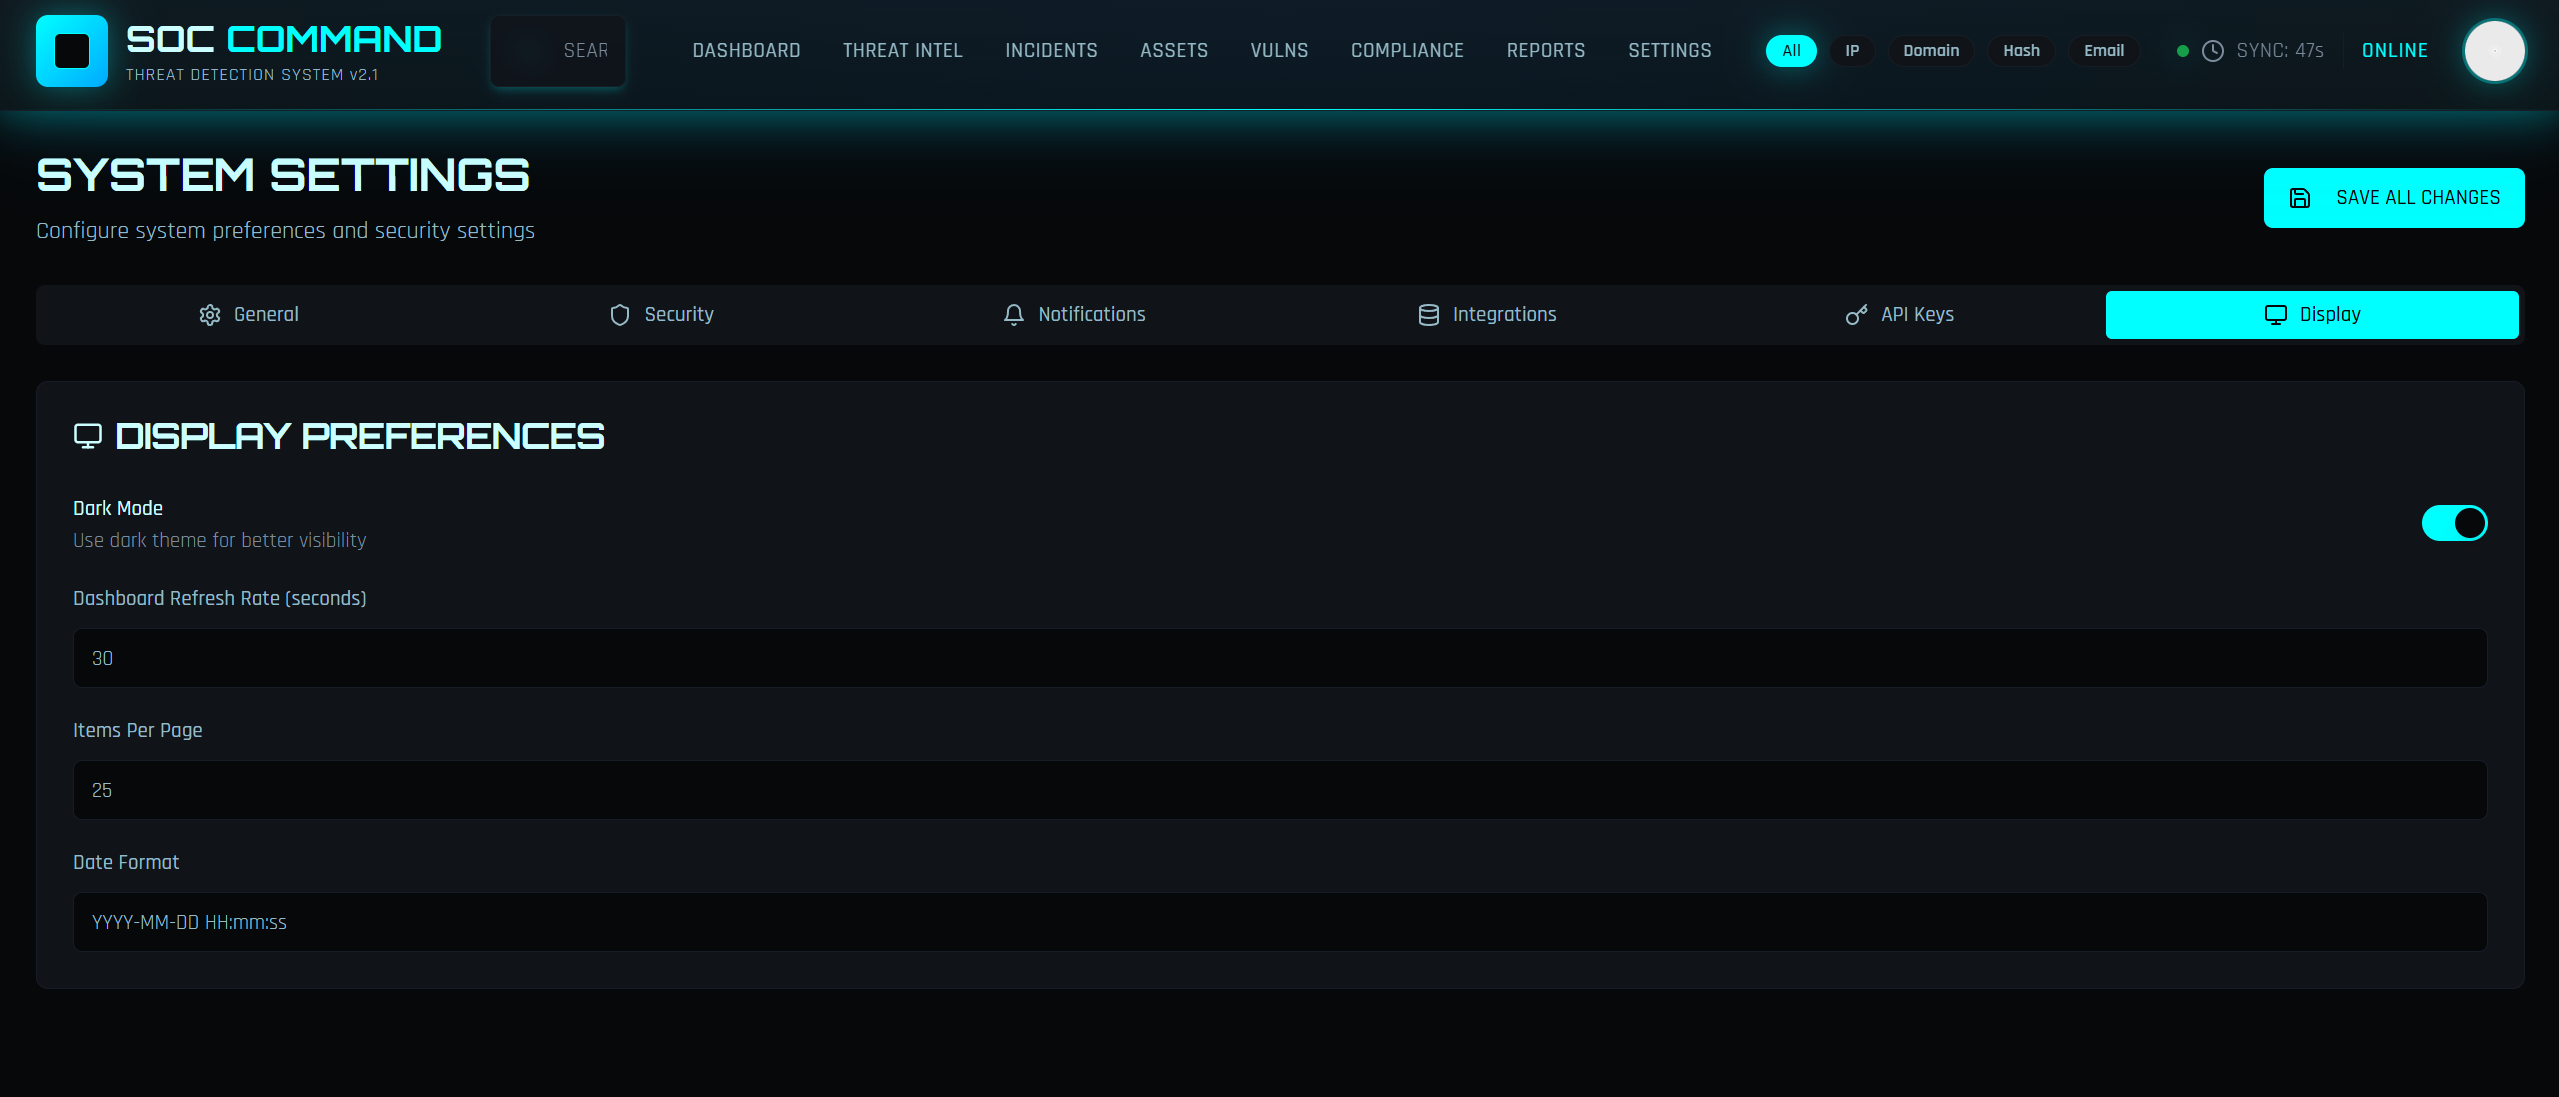 SOC COMMAND
THREAT DETECTION SYSTEM v2.1
SEAR
DASHBOARD
THREAT INTEL
INCIDENTS
ASSETS
VULNS
COMPLIANCE
REPORTS
SETTINGS
All
IP
Domain
Hash
Email
SYNC: 47s
ONLINE
SYSTEM SETTINGS
Configure system preferences and security settings
SAVE ALL CHANGES
General
Security
Notifications
Integrations
API Keys
Display
DISPLAY PREFERENCES
Dark Mode
Use dark theme for better visibility
Dashboard Refresh Rate (seconds)
30
Items Per Page
25
Date Format
YYYY-MM-DD HH:mm:ss